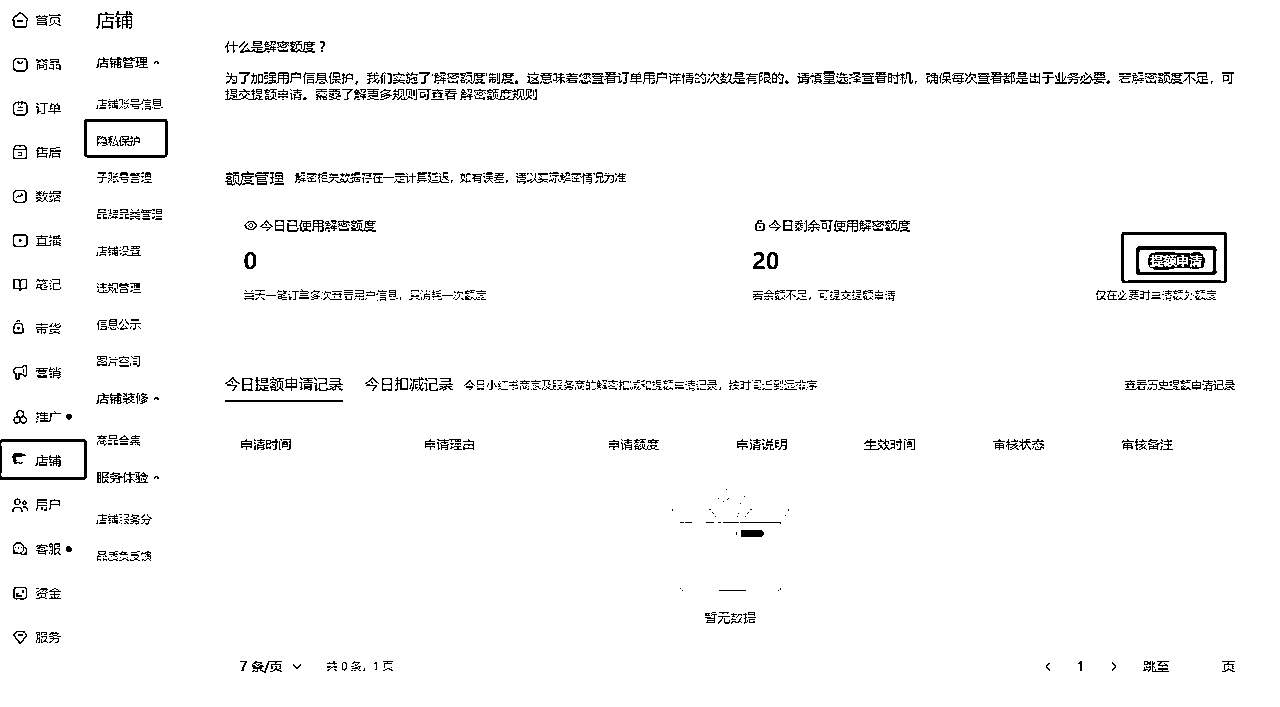 首页
商品
订单
售后
数据
直播
笔记
带货
营销
推广
店铺
用户
客服
资金
服务
店铺
店铺管理
店铺账号信息
隐私保护
子账号管理
品牌品类管理
店铺设置
违规管理
信息公示
图片空间
店铺装修
商品合集
服务体验
店铺服务分
品质负反馈
什么是解密额度？
为了加强用户信息保护，我们实施了'解密额度'制度。这意味着您查看订单用户详情的次数是有限的。请慎重选择查看时机，确保每次查看都是出于业务必要。若解密额度不足，可
提交提额申请。需要了解更多规则可查看 解密额度规则
额度管理 解密相关数据存在一定计算延迟，如有误差，请以实际解密情况为准
今日已使用解密额度
0
当天一笔订单多次查看用户信息，只消耗一次额度
今日剩余可使用解密额度
20
若余额不足，可提交提额申请
提额申请
仅在必要时申请额外额度
今日提额申请记录 今日扣减记录 今日小红书商家及服务商的解密扣减和提额申请记录，按时间近到远排序 查看历史提额申请记录
申请时间 申请理由 申请额度 申请说明 生效时间 审核状态 审核备注
暂无数据
7 条/页 共 0 条，1 页 1 跳至 页